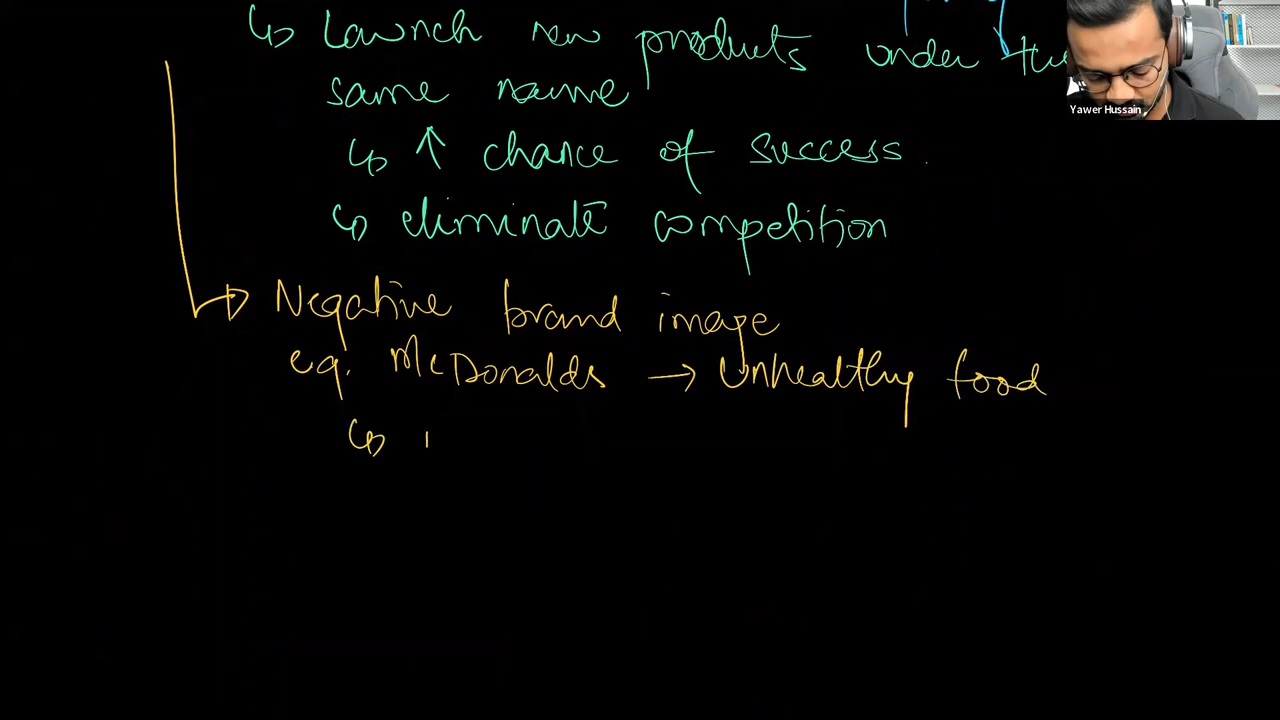 ↳ Launch new products under the
same name
↳ ↑ chance of success
↳ eliminate competition
→ Negative brand image
eg. McDonalds → Unhealthy food
↳
Yawer Hussain